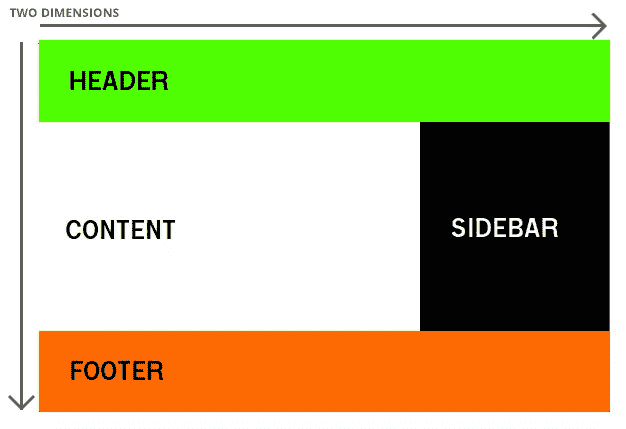 TWO DIMENSIONS
HEADER
CONTENT
SIDEBAR
FOOTER